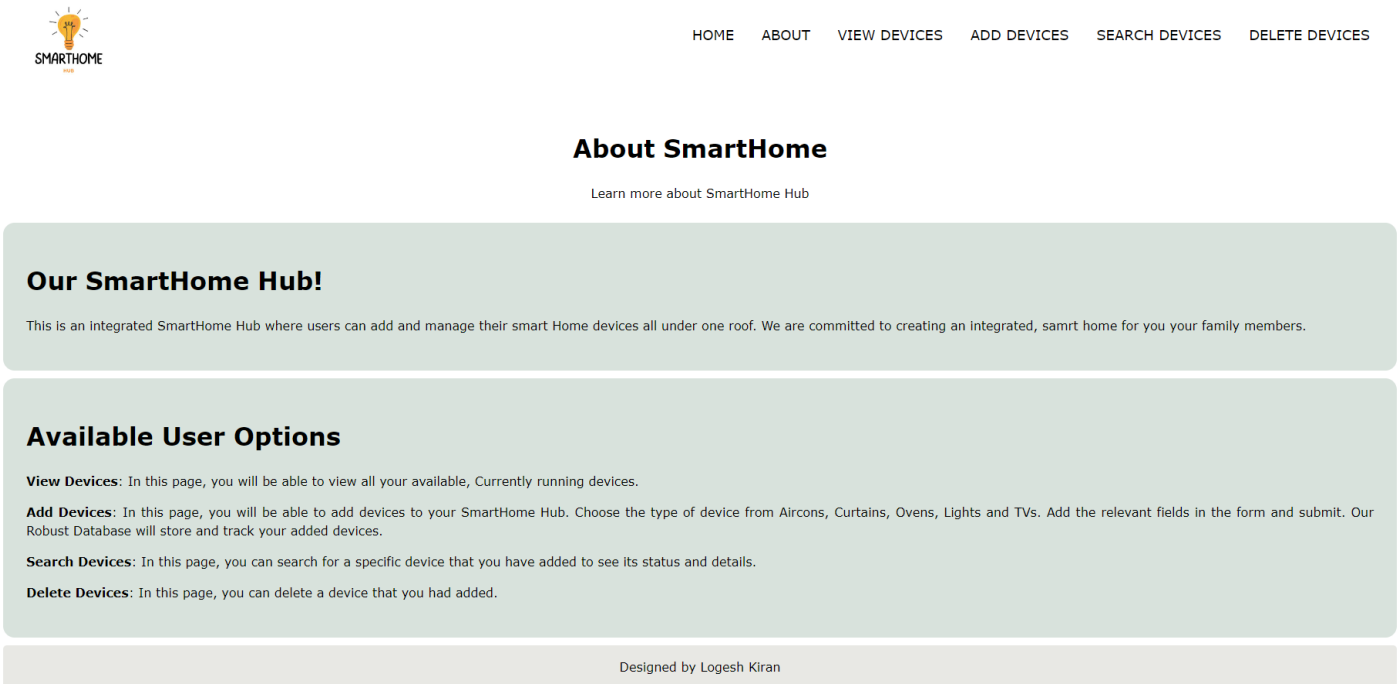 SMARTHOME
HUB
HOME ABOUT VIEW DEVICES ADD DEVICES SEARCH DEVICES DELETE DEVICES
About SmartHome
Learn more about SmartHome Hub
Our SmartHome Hub!
This is an integrated SmartHome Hub where users can add and manage their smart Home devices all under one roof. We are committed to creating an integrated, samrt home for you your family members.
Available User Options
View Devices: In this page, you will be able to view all your available, Currently running devices.
Add Devices: In this page, you will be able to add devices to your SmartHome Hub. Choose the type of device from Aircons, Curtains, Ovens, Lights and TVs. Add the relevant fields in the form and submit. Our
Robust Database will store and track your added devices.
Search Devices: In this page, you can search for a specific device that you have added to see its status and details.
Delete Devices: In this page, you can delete a device that you had added.
Designed by Logesh Kiran